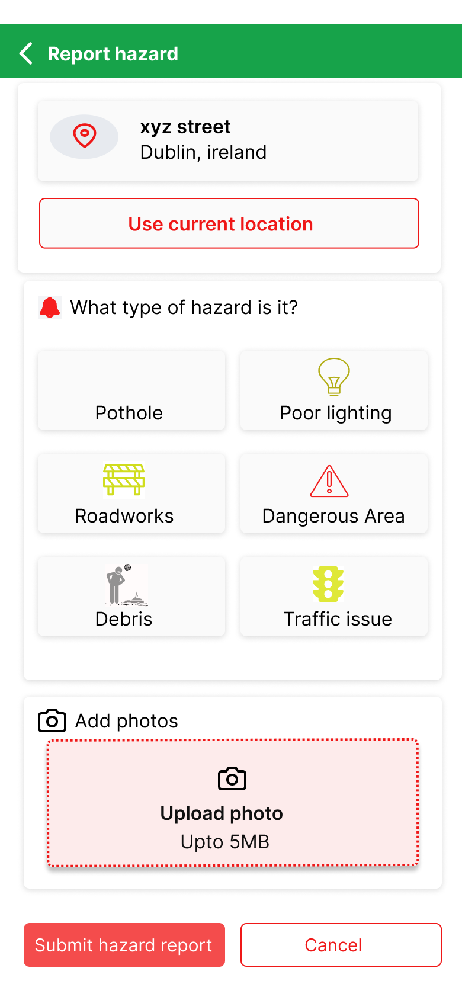 Report hazard
xyz street
Dublin, ireland
Use current location
What type of hazard is it?
Pothole
Poor lighting
Roadworks
Dangerous Area
Debris
Traffic issue
Add photos
Upload photo
Upto 5MB
Submit hazard report
Cancel